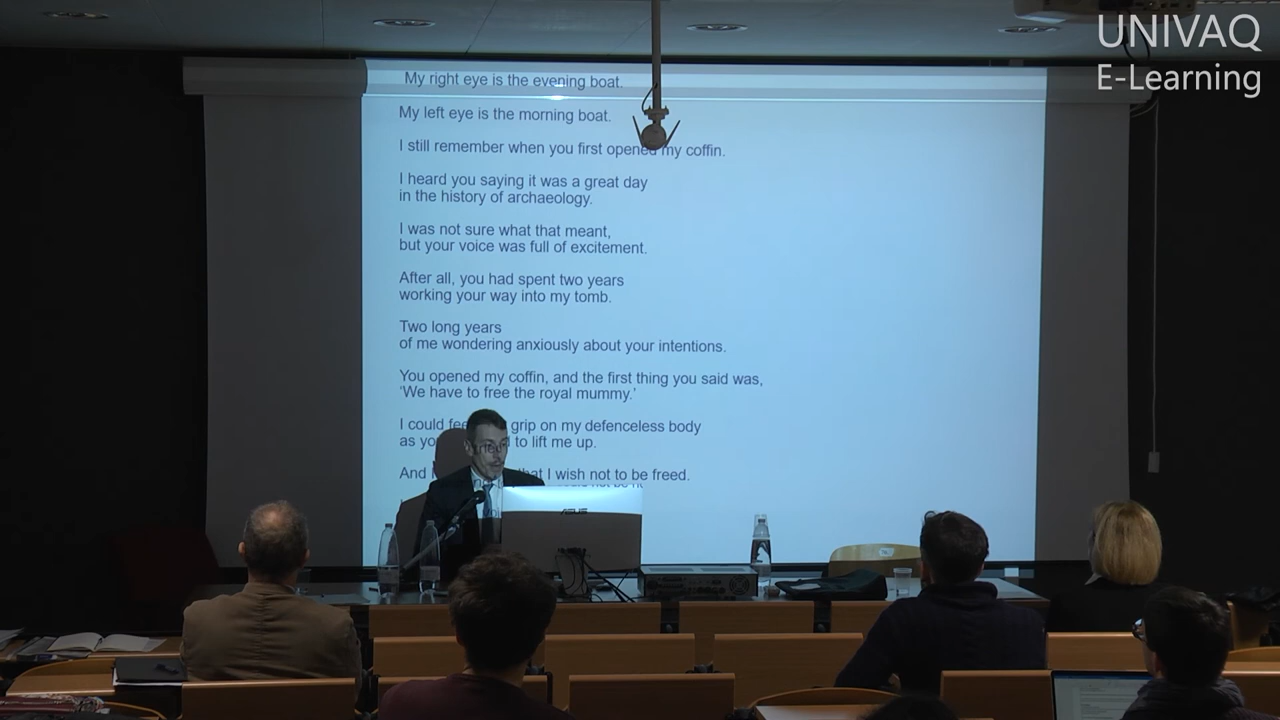 UNIVAQ
E-Learning
My right eye is the evening boat.
My left eye is the morning boat.
I still remember when you first opened my coffin.
I heard you saying it was a great day
in the history of archaeology.
I was not sure what that meant,
but your voice was full of excitement.
After all, you had spent two years
working your way into my tomb.
Two long years
of me wondering anxiously about your intentions.
You opened my coffin, and the first thing you said was,
‘We have to free the royal mummy.’
I could grip on my defenceless body
as to lift me up.
And that I wish not to be freed.
ASUS